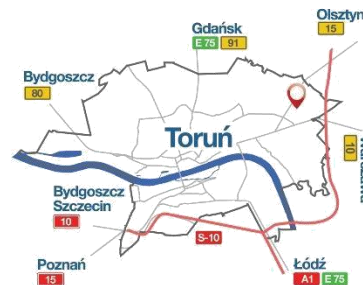 Olsztyn
15
Gdańsk
E 75 91
Bydgoszcz
80
Toruń
10
Bydgoszcz
Szczecin
10
S-10
Poznań
15
Łódź
A1 E 75